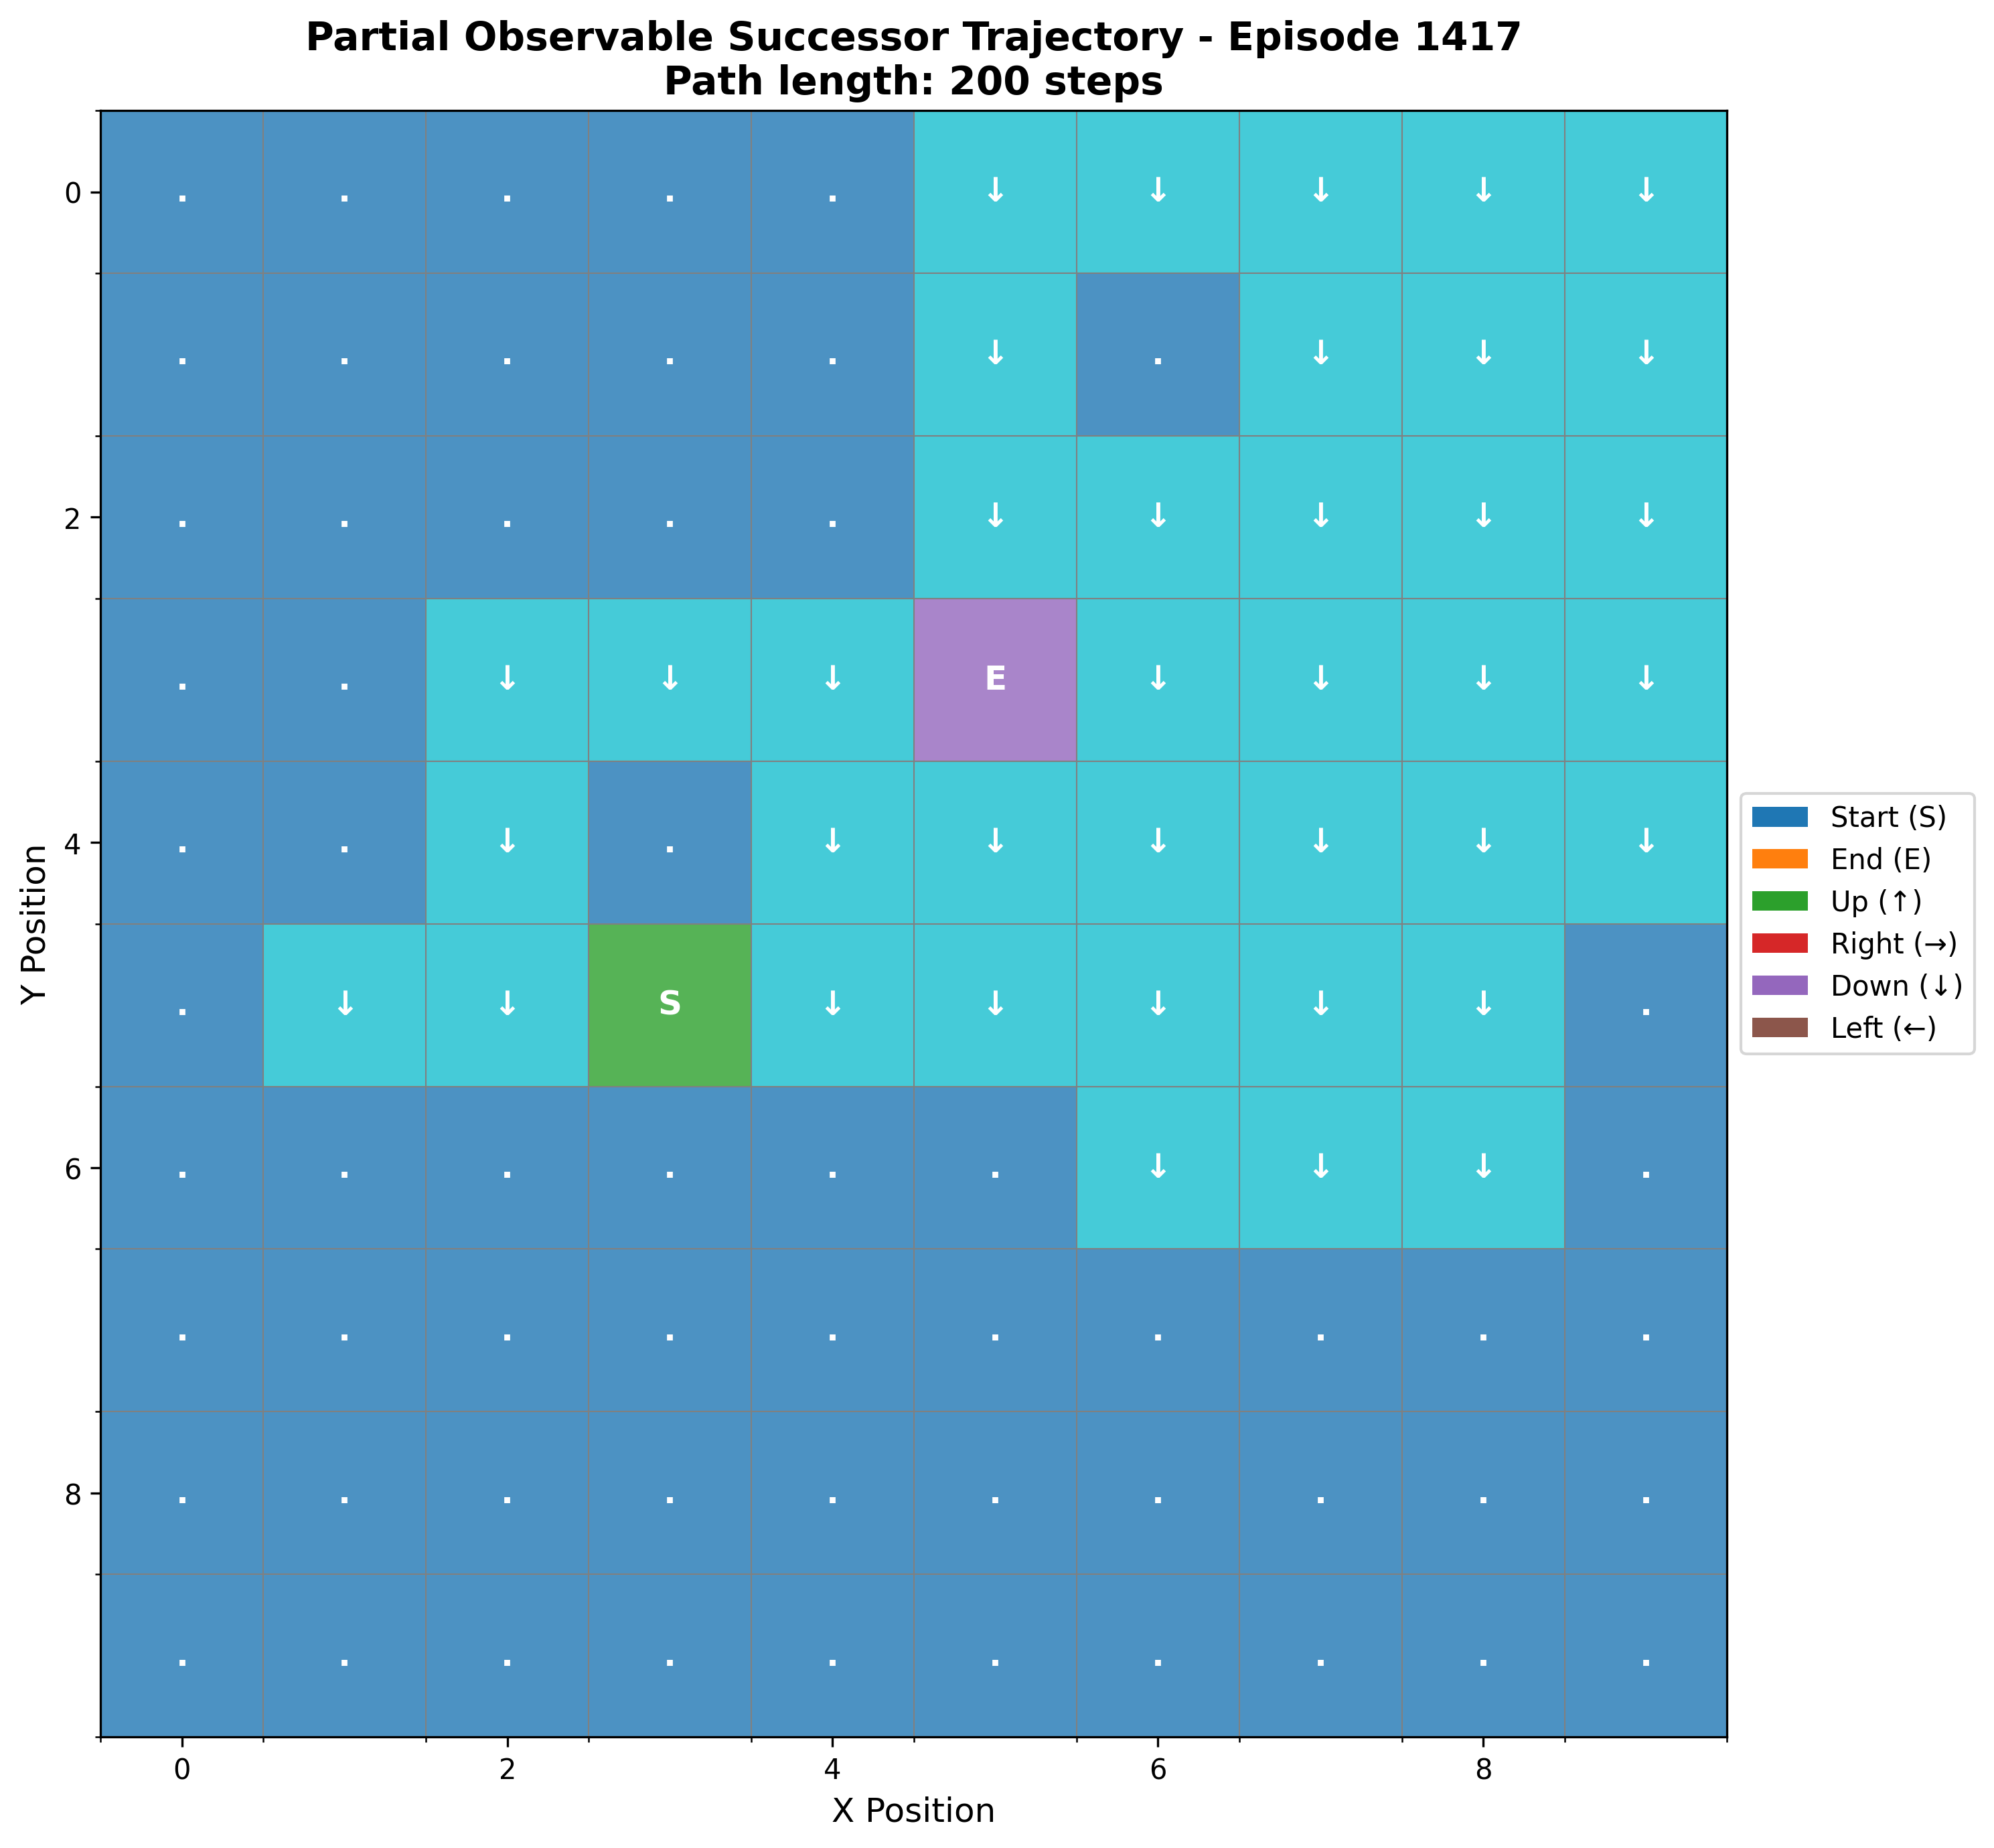 Partial Observable Successor Trajectory - Episode 1417
Path length: 200 steps
0 . . . . . ↓ ↓ ↓ ↓ ↓
. . . . . ↓ . ↓ ↓ ↓
2 . . . . . ↓ ↓ ↓ ↓ ↓
. . ↓ ↓ ↓ E ↓ ↓ ↓ ↓
4 . . ↓ . ↓ ↓ ↓ ↓ ↓ ↓
. ↓ ↓ S ↓ ↓ ↓ ↓ ↓ .
6 . . . . . . ↓ ↓ ↓ .
. . . . . . . . . .
8 . . . . . . . . . .
. . . . . . . . . .
0 2 4 6 8
X Position
Y Position
Start (S)
End (E)
Up (↑)
Right (→)
Down (↓)
Left (←)